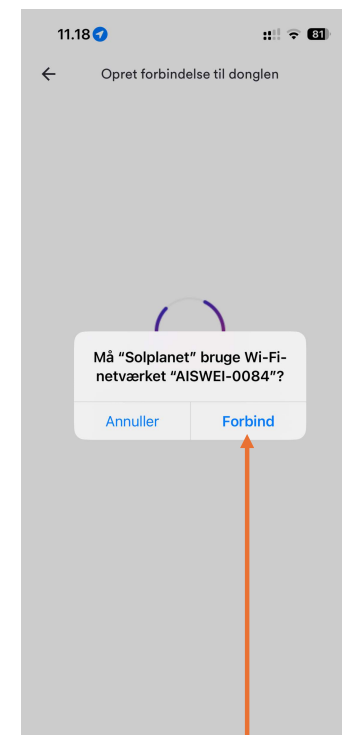 11.18
81
Opret forbindelse til donglen
Må “Solplanet” bruge Wi-Fi-
netværket “AISWEI-0084”?
Annuller
Forbind